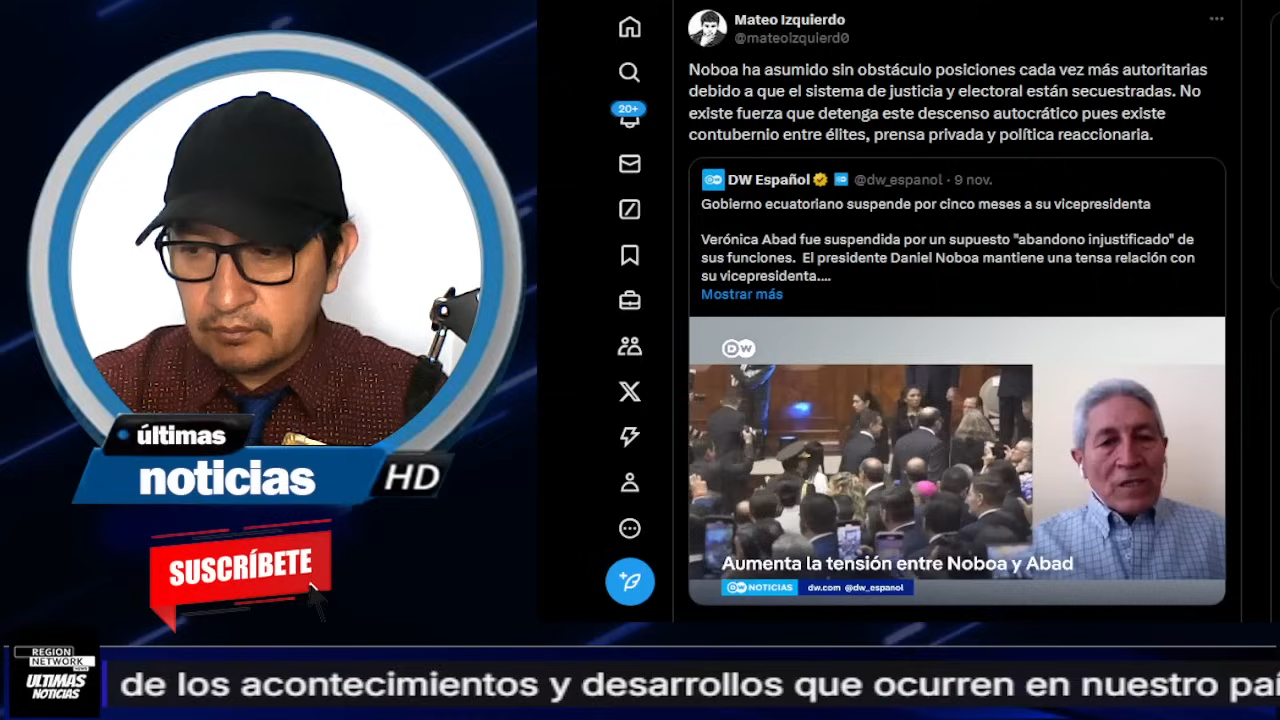 últimas
noticias
HD
SUSCRÍBETE
Mateo Izquierdo
@mateoizquierd0
Noboa ha asumido sin obstáculo posiciones cada vez más autoritarias
debido a que el sistema de justicia y electoral están secuestradas. No
existe fuerza que detenga este descenso autocrático pues existe
contubernio entre élites, prensa privada y política reaccionaria.
20+
DW Español @dw_espanol · 9 nov.
Gobierno ecuatoriano suspende por cinco meses a su vicepresidenta
Verónica Abad fue suspendida por un supuesto "abandono injustificado" de
sus funciones. El presidente Daniel Noboa mantiene una tensa relación con
su vicepresidenta....
Mostrar más
DW
Aumenta la tensión entre Noboa y Abad
DW NOTICIAS dw.com @dw_espanol
REGION
NETWORK
ULTIMAS
NOTICIAS
de los acontecimientos y desarrollos que ocurren en nuestro paí